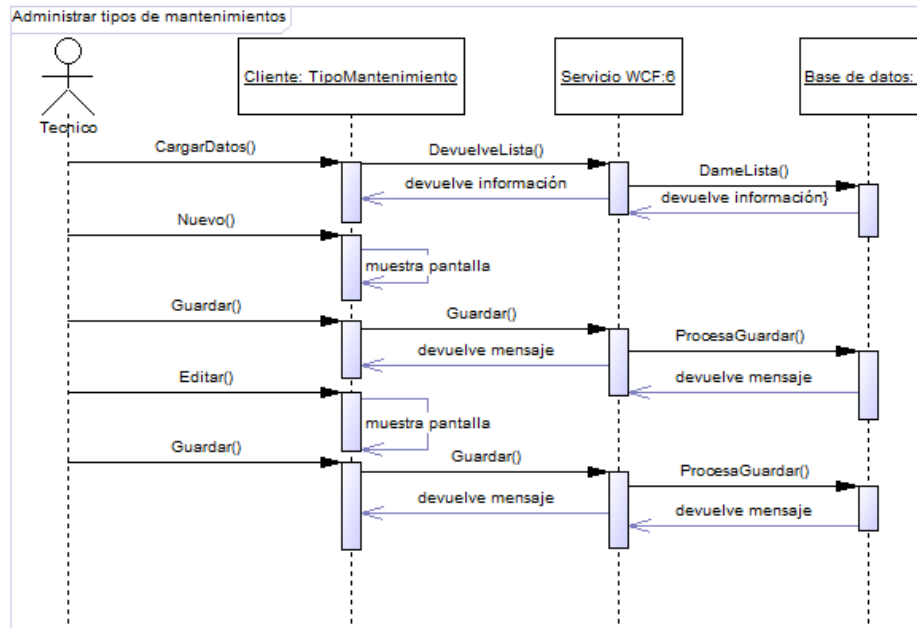 Administrar tipos de mantenimientos
Tecnico
Cliente: TipoMantenimiento
Servicio WCF:6
Base de datos:
CargarDatos()
DevuelveLista()
DameLista()
devuelve información
devuelve información}
Nuevo()
muestra pantalla
Guardar()
Guardar()
ProcesaGuardar()
devuelve mensaje
devuelve mensaje
Editar()
muestra pantalla
Guardar()
Guardar()
ProcesaGuardar()
devuelve mensaje
devuelve mensaje